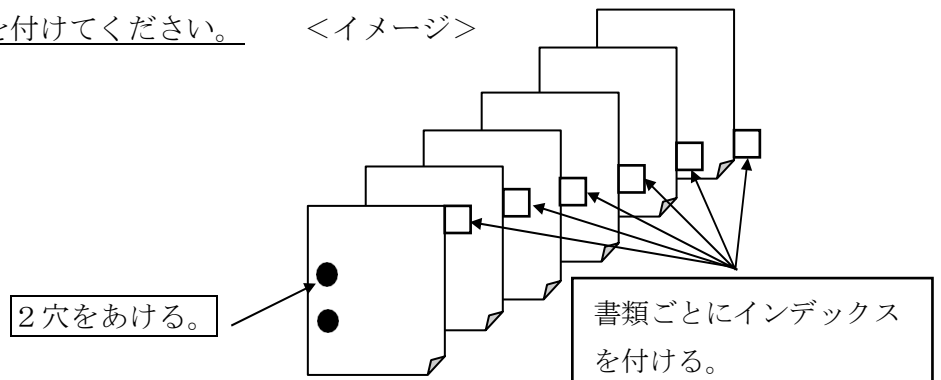 を付けてください。 ＜イメージ＞
２穴をあける。
書類ごとにインデックス
を付ける。